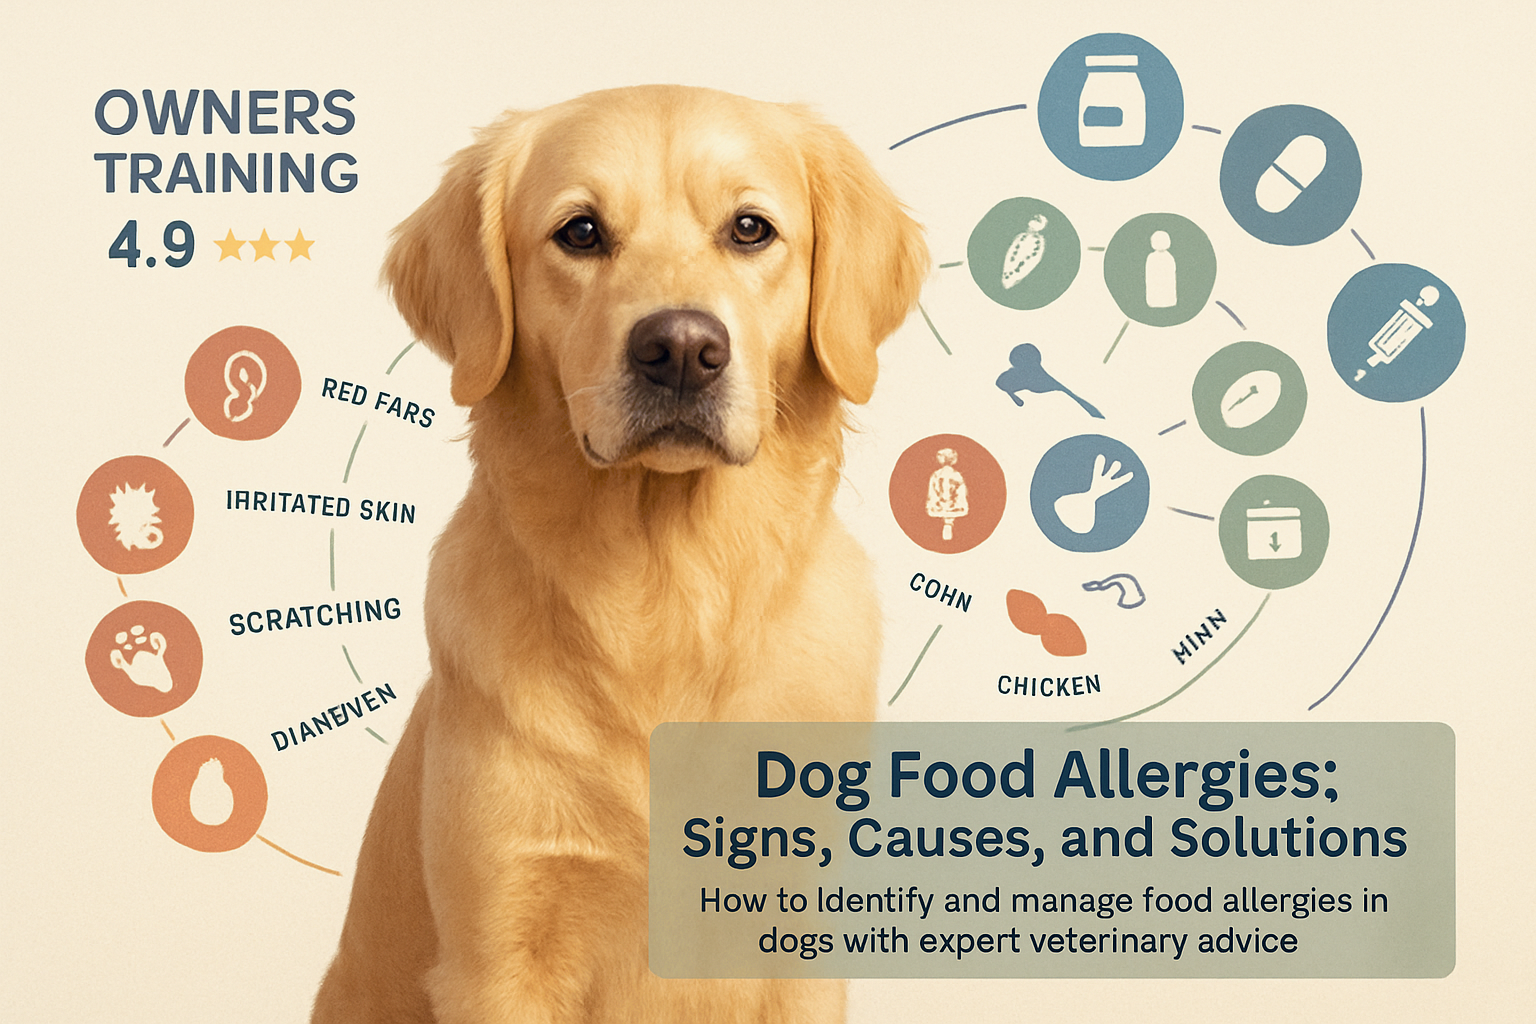 OWNERS
TRAINING
4.9
RED FARS
IRRITATED SKIN
SCRATCHING
DIANEVEN
COHN
CHICKEN
MINN
Dog Food Allergies;
Signs, Causes, and Solutions
How to Identify and manage food allergies in
dogs with expert veterinary advice